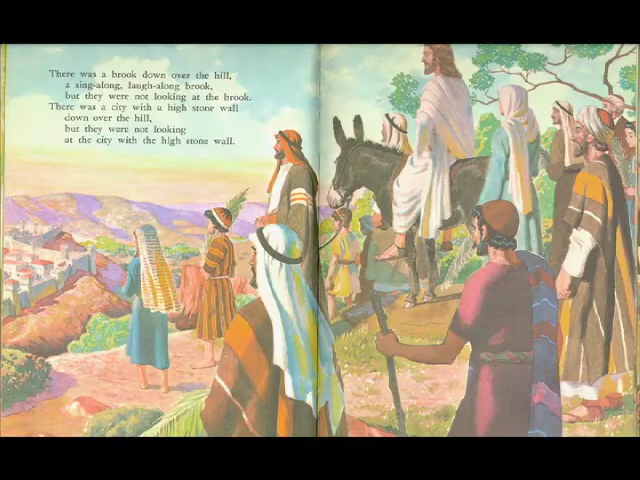 There was a brook down over the hill,
a sing-along, laugh-along brook,
but they were not looking at the brook.
There was a city with a high stone wall
down over the hill,
but they were not looking
at the city with the high stone wall.